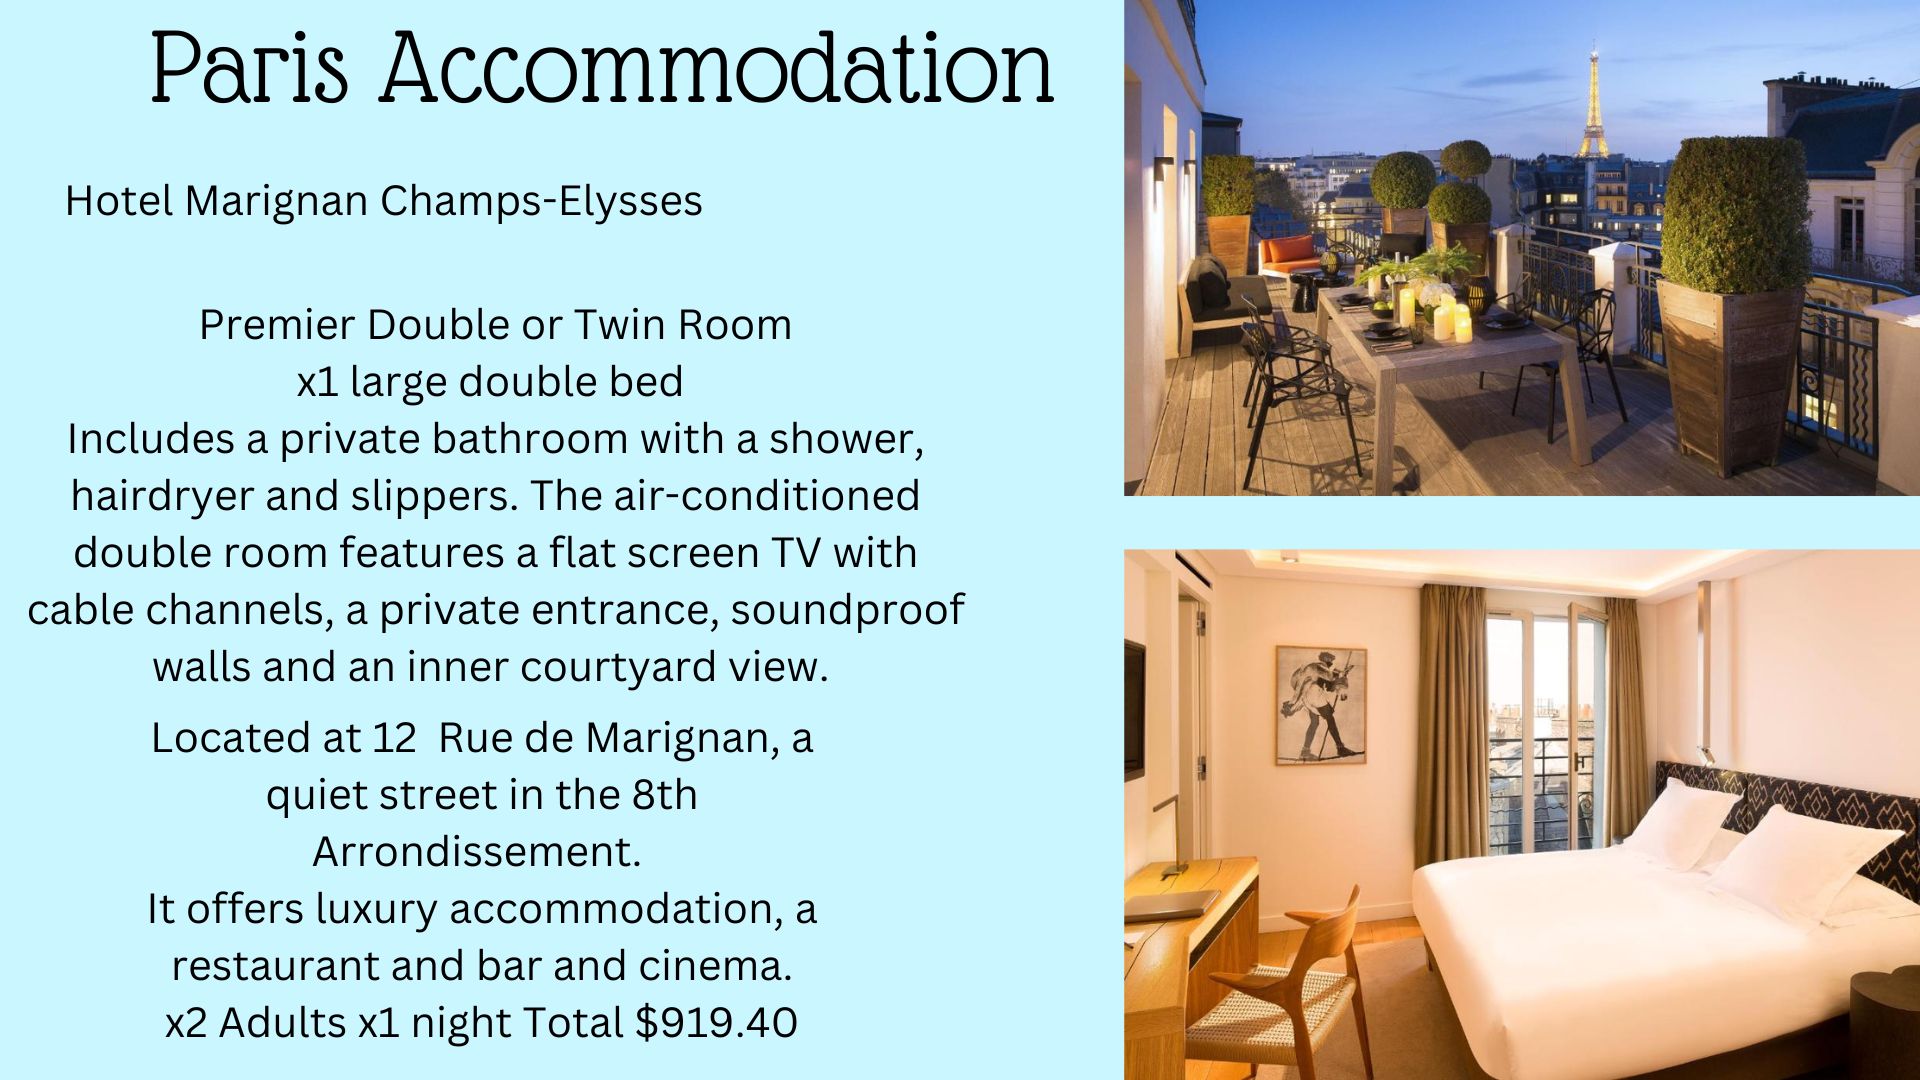 Paris Accommodation
Hotel Marignan Champs-Elysses
Premier Double or Twin Room
x1 large double bed
Includes a private bathroom with a shower,
hairdryer and slippers. The air-conditioned
double room features a flat screen TV with
cable channels, a private entrance, soundproof
walls and an inner courtyard view.
Located at 12  Rue de Marignan, a
quiet street in the 8th
Arrondissement.
It offers luxury accommodation, a
restaurant and bar and cinema.
x2 Adults x1 night Total $919.40